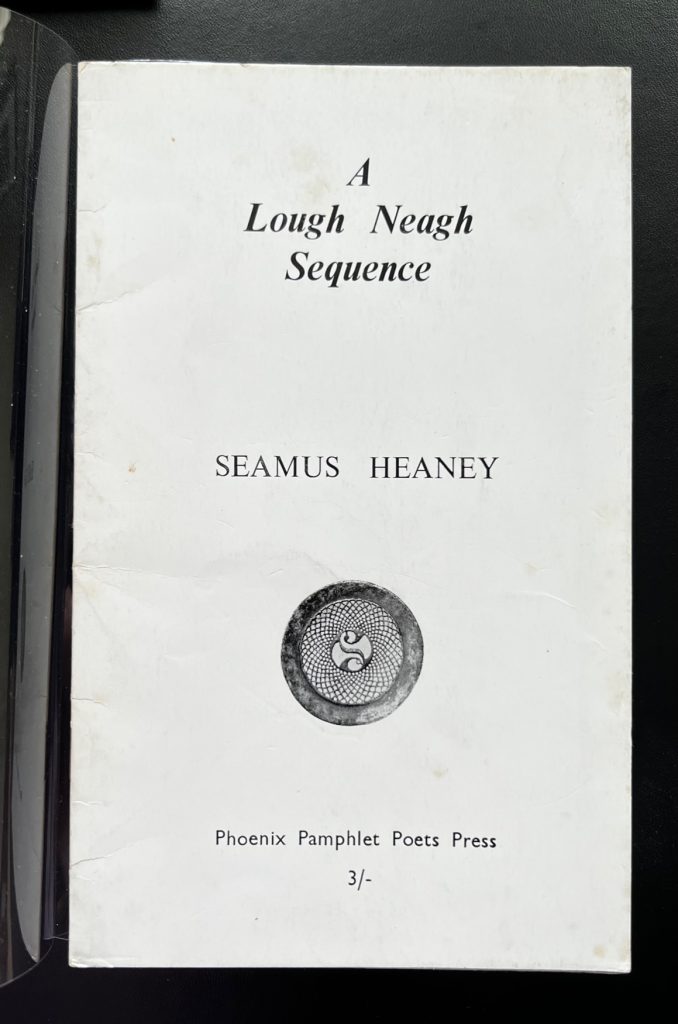 A
Lough Neagh
Sequence
SEAMUS HEANEY
Phoenix Pamphlet Poets Press
3/-